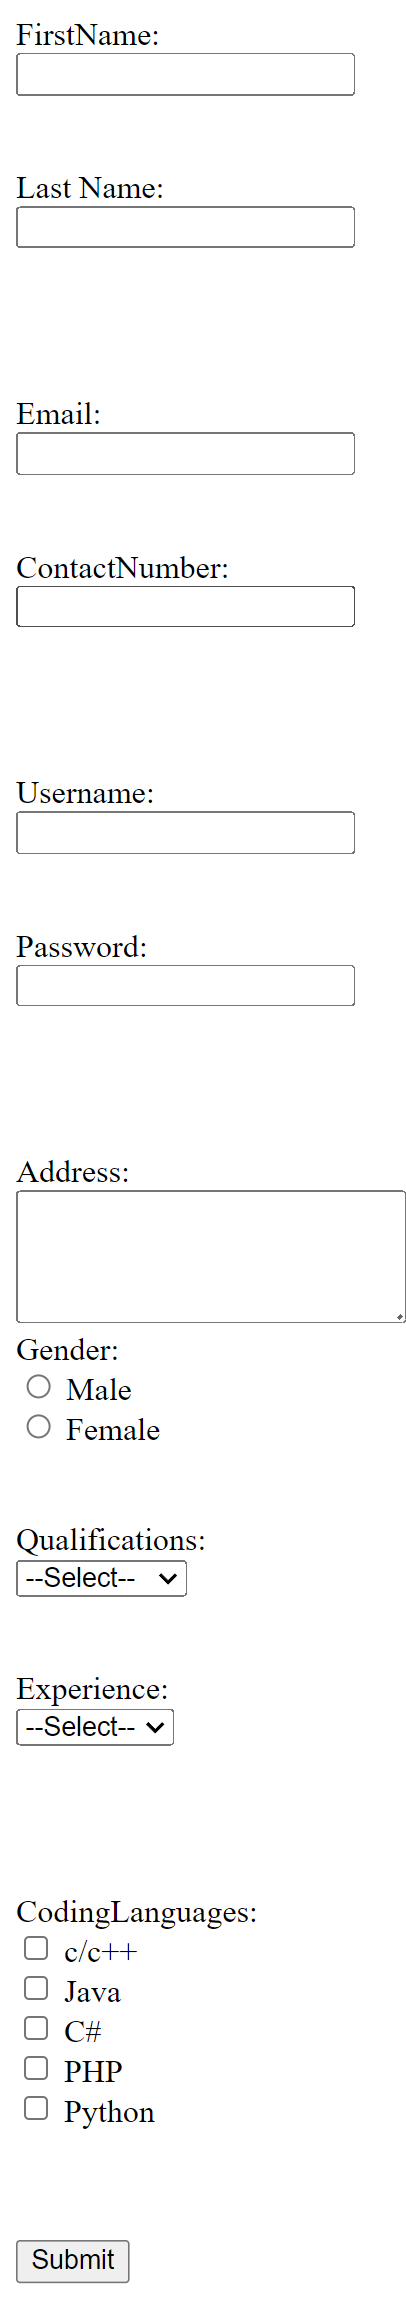 FirstName:
Last Name:
Email:
ContactNumber:
Username:
Password:
Address:
Gender:
Male
Female
Qualifications:
--Select--
Experience:
--Select--
CodingLanguages:
c/c++
Java
C#
PHP
Python
Submit